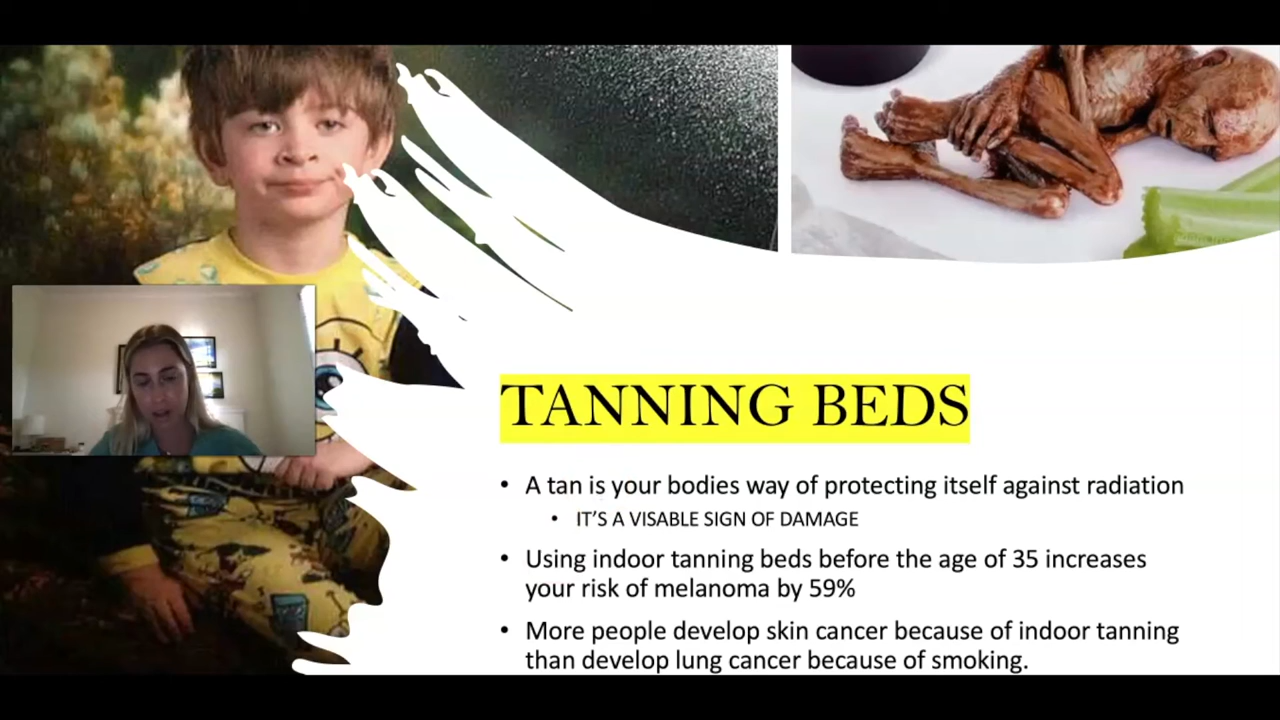 TANNING BEDS
• A tan is your bodies way of protecting itself against radiation
• IT'S A VISABLE SIGN OF DAMAGE
• Using indoor tanning beds before the age of 35 increases
your risk of melanoma by 59%
• More people develop skin cancer because of indoor tanning
than develop lung cancer because of smoking.